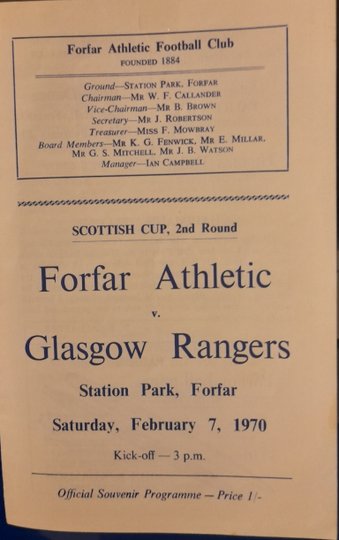 Forfar Athletic Football Club
FOUNDED 1884
Ground—STATION PARK, FORFAR
Chairman—MR W. F. CALLANDER
Vice-Chairman—MR B. BROWN
Secretary—MR J. ROBERTSON
Treasurer—MISS F. MOWBRAY
Board Members—MR K. G. FENWICK, MR E. MILLAR,
MR G. S. MITCHELL, MR J. B. WATSON
Manager—IAN CAMPBELL
SCOTTISH CUP, 2nd Round
Forfar Athletic
v.
Glasgow Rangers
Station Park, Forfar
Saturday, February 7, 1970
Kick-off — 3 p.m.
Official Souvenir Programme — Price 1/-